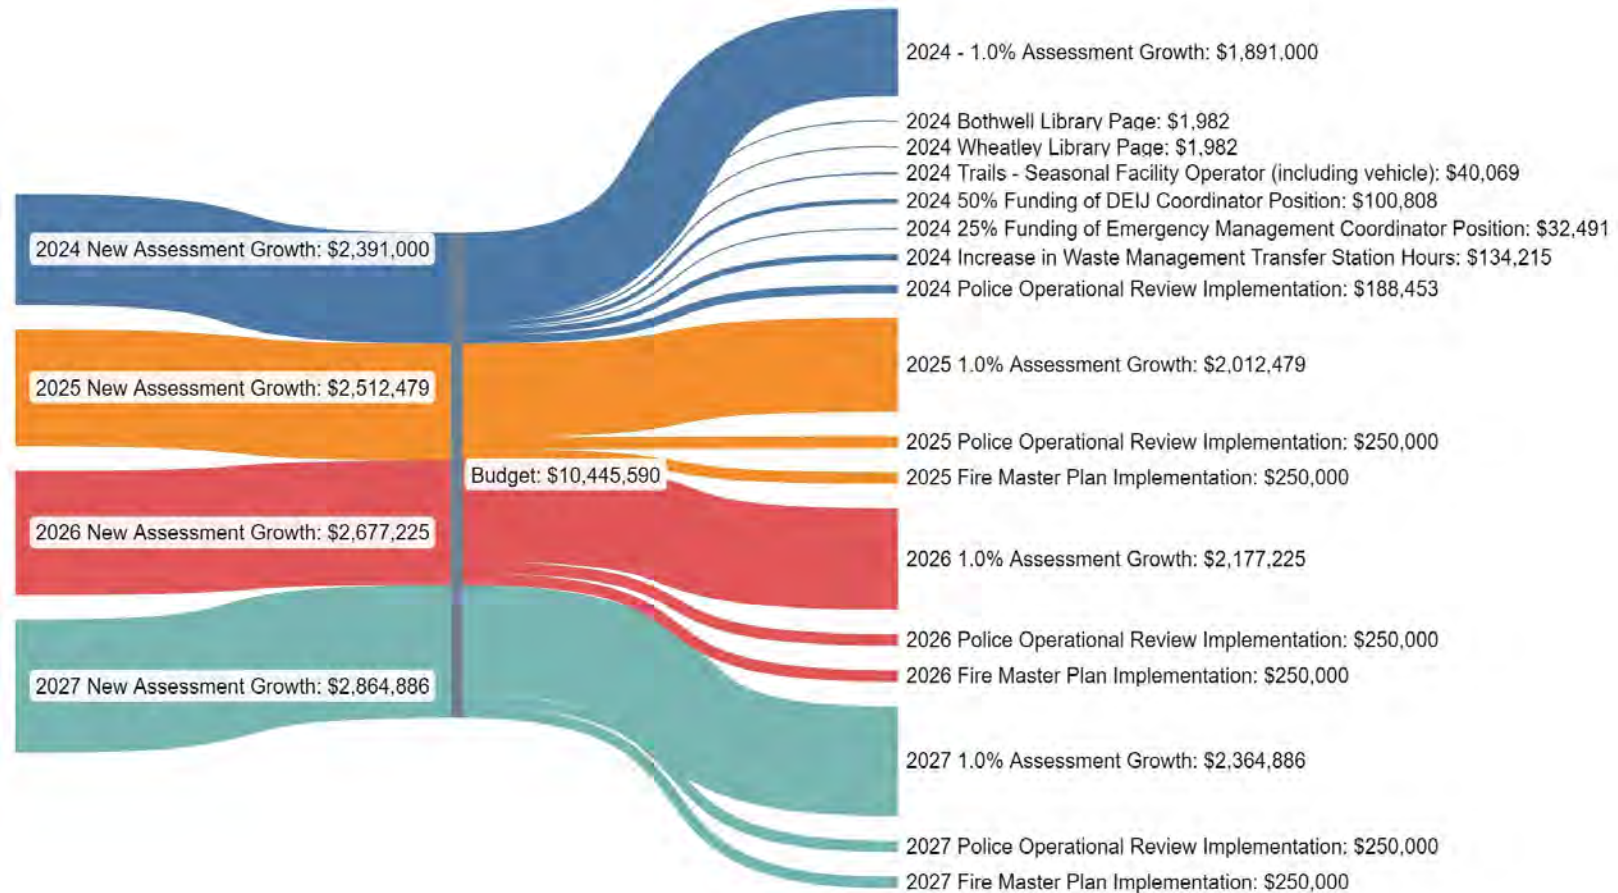 2024 New Assessment Growth: $2,391,000
2025 New Assessment Growth: $2,512,479
2026 New Assessment Growth: $2,677,225
2027 New Assessment Growth: $2,864,886
Budget: $10,445,590
2024 - 1.0% Assessment Growth: $1,891,000
2024 Bothwell Library Page: $1,982
2024 Wheatley Library Page: $1,982
2024 Trails - Seasonal Facility Operator (including vehicle): $40,069
2024 50% Funding of DEIJ Coordinator Position: $100,808
2024 25% Funding of Emergency Management Coordinator Position: $32,491
2024 Increase in Waste Management Transfer Station Hours: $134,215
2024 Police Operational Review Implementation: $188,453
2025 1.0% Assessment Growth: $2,012,479
2025 Police Operational Review Implementation: $250,000
2025 Fire Master Plan Implementation: $250,000
2026 1.0% Assessment Growth: $2,177,225
2026 Police Operational Review Implementation: $250,000
2026 Fire Master Plan Implementation: $250,000
2027 1.0% Assessment Growth: $2,364,886
2027 Police Operational Review Implementation: $250,000
2027 Fire Master Plan Implementation: $250,000